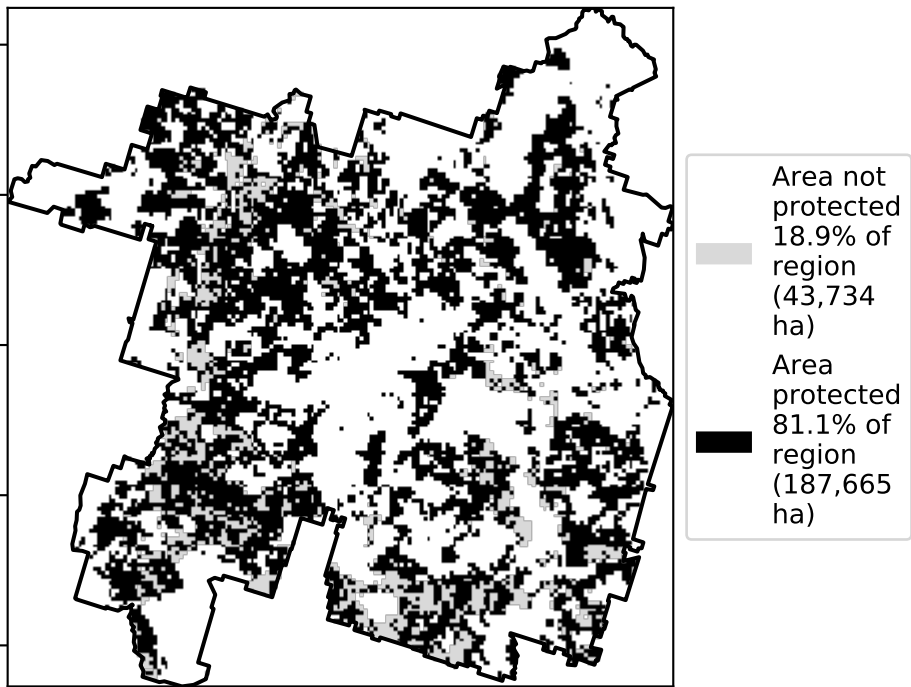 Area not
protected
18.9% of
region
(43,734
ha)
Area
protected
81.1% of
region
(187,665
ha)